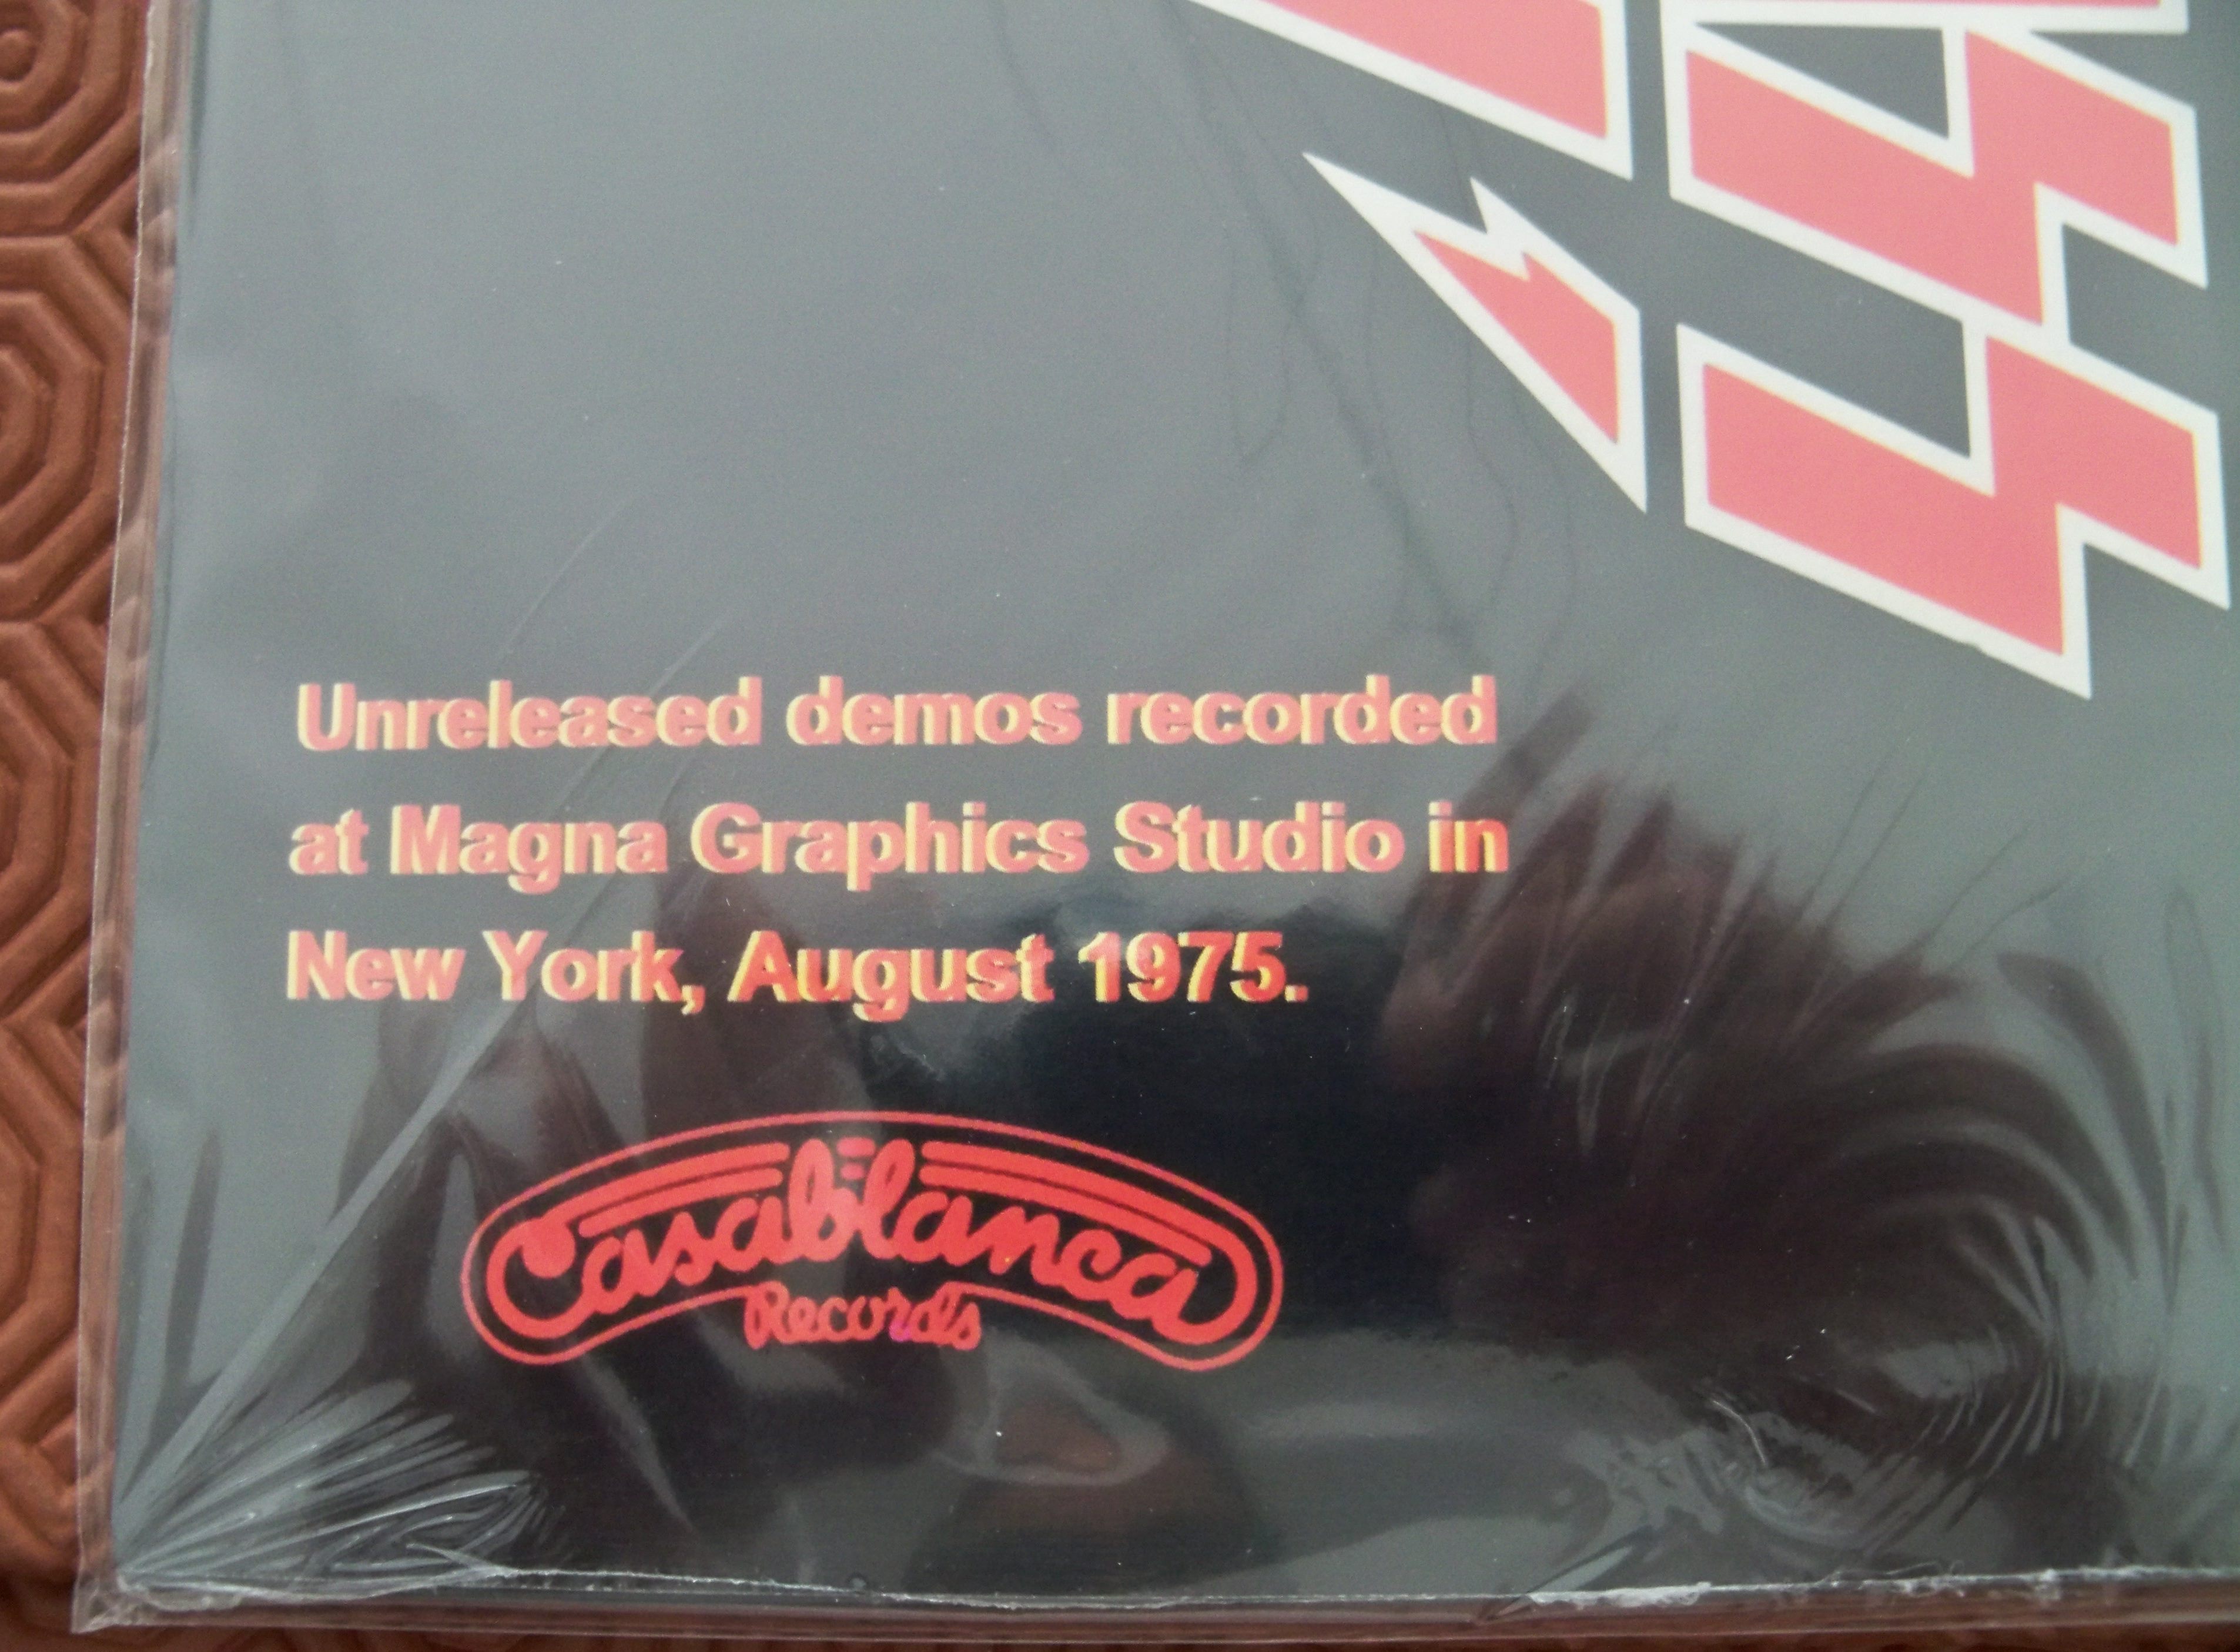 Unreleased demos recorded
at Magna Graphics Studio in
New York, August 1975.
Casablanca
Records